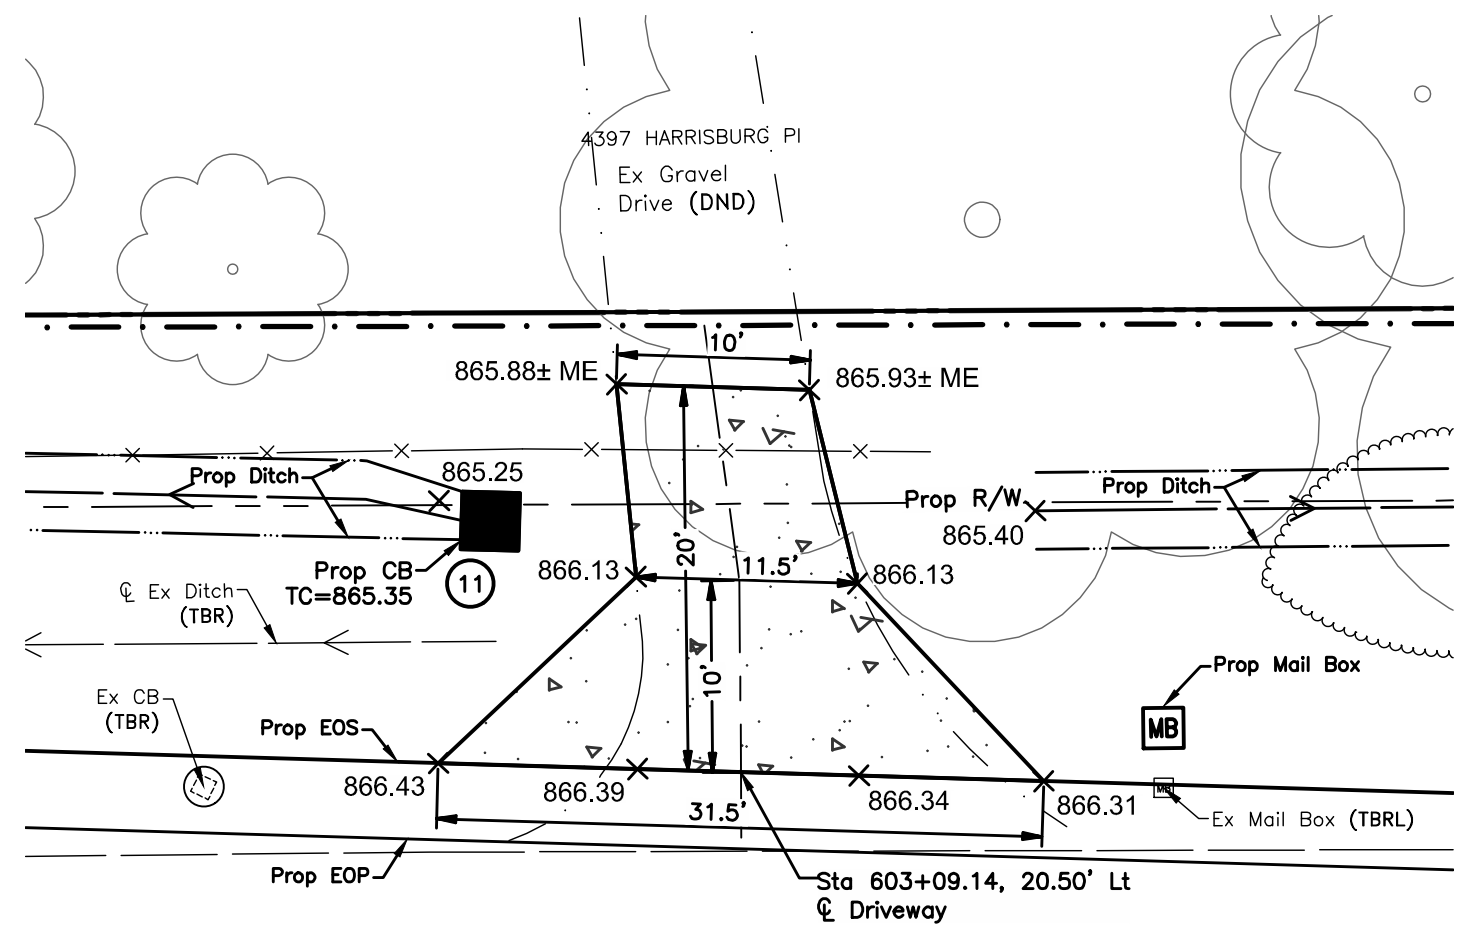 4397 HARRISBURG Pl
Ex Gravel
Drive (DND)
10'
865.88± ME
865.93± ME
Prop Ditch
865.25
Prop R/W
Prop Ditch
865.40
20'
11.5'
866.13
866.13
Prop CB
TC=865.35
11
℄ Ex Ditch
(TBR)
10'
Prop Mail Box
MB
Ex CB
(TBR)
Prop EOS
866.43
866.39
866.34
866.31
MB
31.5'
Ex Mail Box (TBRL)
Prop EOP
Sta 603+09.14, 20.50' Lt
℄ Driveway